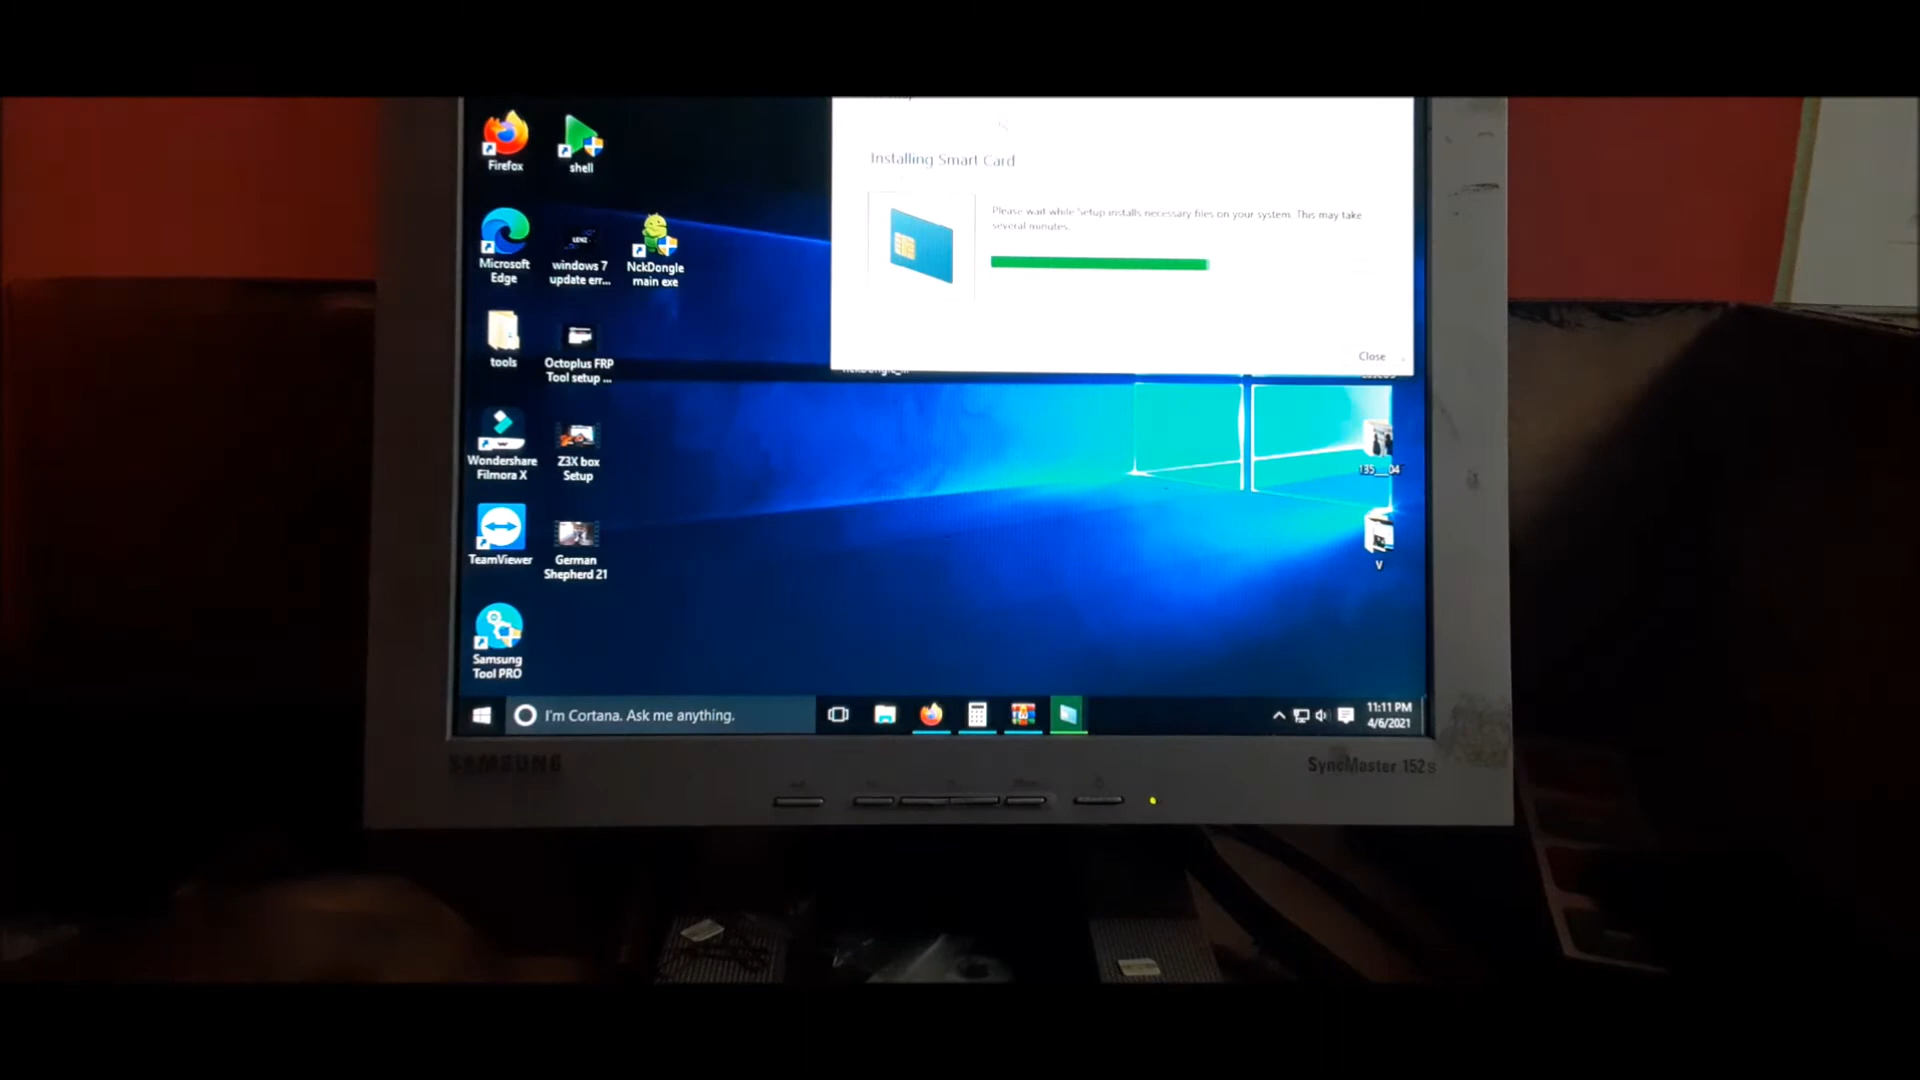 Firefox
shell
Microsoft
Edge
windows 7
update err...
NckDongle
main exe
tools
Octoplus FRP
Tool setup ...
Wondershare
Filmora X
Z3X box
Setup
TeamViewer
German
Shepherd 21
Samsung
Tool PRO
Installing Smart Card
Please wait while Setup installs necessary files on your system. This may take
several minutes.
Close
135__04
V
I'm Cortana. Ask me anything.
11:11 PM
4/6/2021
SAMSUNG
SyncMaster 152s